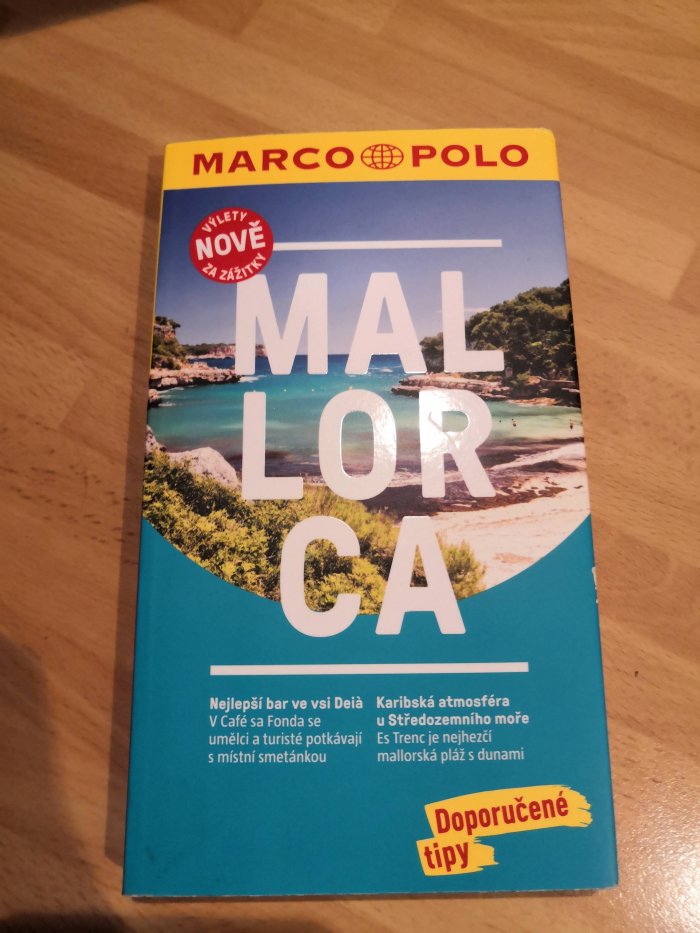 MARCO POLO
VÝLETY
NOVĚ
ZA ZÁŽITKY
MAL
LOR
CA
Nejlepší bar ve vsi Deià
V Café sa Fonda se
umělci a turisté potkávají
s místní smetánkou
Karibská atmosféra
u Středozemního moře
Es Trenc je nejhezčí
mallorská pláž s dunami
Doporučené
tipy